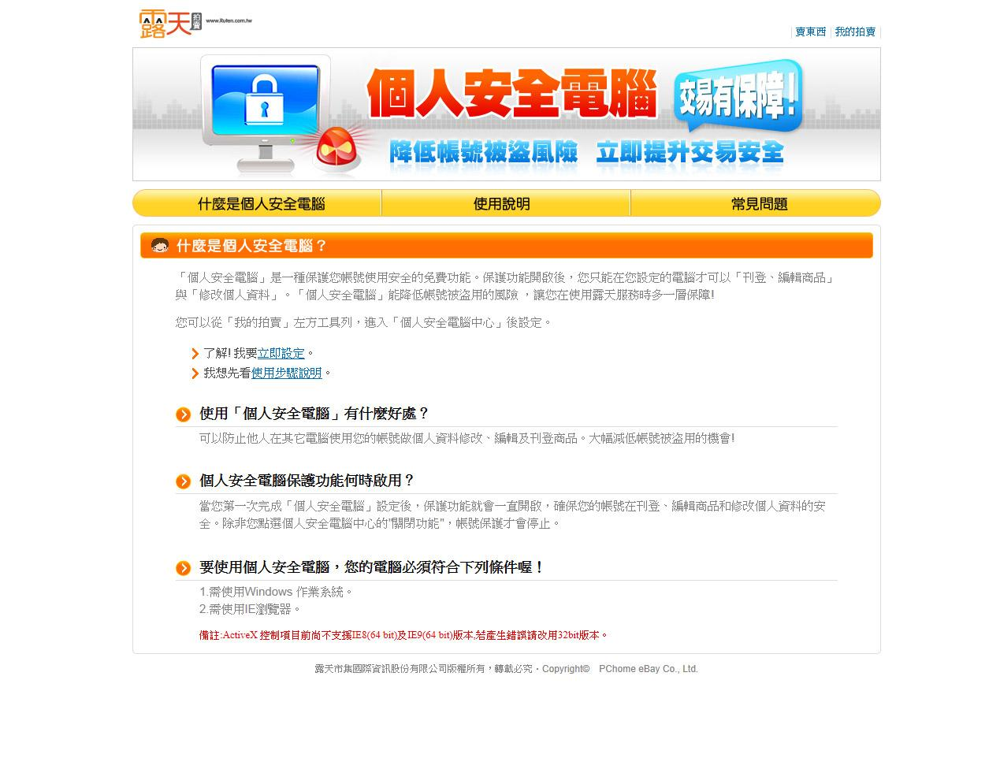 露天拍賣 www.Ruten.com.tw
賣東西 | 我的拍賣
個人安全電腦 交易有保障!
降低帳號被盜風險 立即提升交易安全
什麼是個人安全電腦 使用說明 常見問題
什麼是個人安全電腦？
「個人安全電腦」是一種保護您帳號使用安全的免費功能。保護功能開啟後，您只能在您設定的電腦才可以「刊登、編輯商品」
與「修改個人資料」。「個人安全電腦」能降低帳號被盜用的風險 ，讓您在使用露天服務時多一層保障!
您可以從「我的拍賣」左方工具列，進入「個人安全電腦中心」後設定。
了解! 我要立即設定。
我想先看使用步驟說明。
使用「個人安全電腦」有什麼好處？
可以防止他人在其它電腦使用您的帳號做個人資料修改、編輯及刊登商品。大幅減低帳號被盜用的機會!
個人安全電腦保護功能何時啟用？
當您第一次完成「個人安全電腦」設定後，保護功能就會一直開啟，確保您的帳號在刊登、編輯商品和修改個人資料的安
全。除非您點選個人安全電腦中心的"關閉功能"，帳號保護才會停止。
要使用個人安全電腦，您的電腦必須符合下列條件喔！
1.需使用Windows 作業系統。
2.需使用IE瀏覽器。
備註:ActiveX 控制項目前尚不支援IE8(64 bit)及IE9(64 bit)版本,若產生錯誤請改用32bit版本。
露天市集國際資訊股份有限公司版權所有，轉載必究‧Copyright© PChome eBay Co., Ltd.